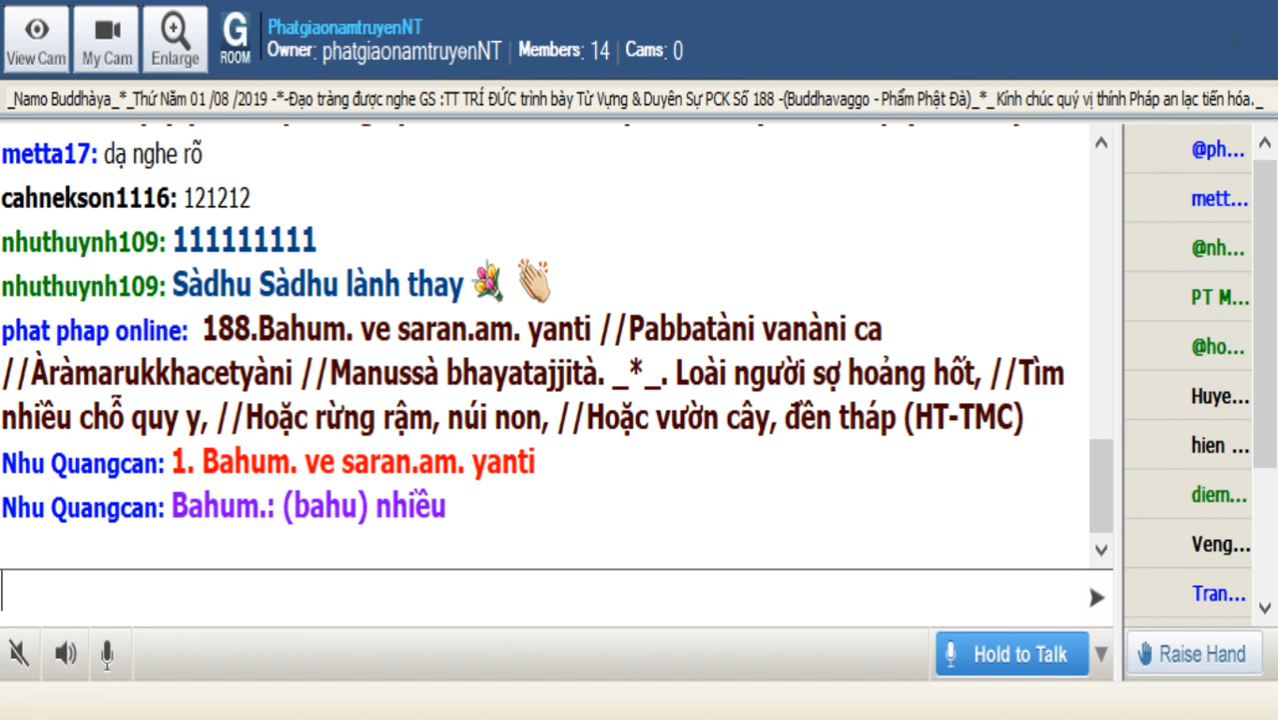 View Cam
My Cam
Enlarge
G
ROOM
PhatgiaonamtruyenNT
Owner: phatgiaonamtruyenNT | Members: 14 | Cams: 0
_Namo Buddhàya_*_Thứ Năm 01 /08 /2019 -*-Đạo tràng được nghe GS :TT TRÍ ĐỨC trình bày Từ Vựng & Duyên Sự PCK Số 188 -(Buddhavaggo - Phẩm Phật Đà)_*_ Kính chúc quý vị thính Pháp an lạc tiến hóa._
metta17: dạ nghe rõ
cahnekson1116: 121212
nhuthuynh109: 111111111
nhuthuynh109: Sàdhu Sàdhu lành thay
phat phap online: 188.Bahum. ve saran.am. yanti //Pabbatàni vanàni ca
//Àràmarukkhacetyàni //Manussà bhayatajjità. _*_. Loài người sợ hoảng hốt, //Tìm
nhiều chỗ quy y, //Hoặc rừng rậm, núi non, //Hoặc vườn cây, đền tháp (HT-TMC)
Nhu Quangcan: 1. Bahum. ve saran.am. yanti
Nhu Quangcan: Bahum.: (bahu) nhiều
@ph...
mett...
@nh...
PT M...
@ho...
Huye...
hien ...
diem...
Veng...
Tran...
Hold to Talk
Raise Hand